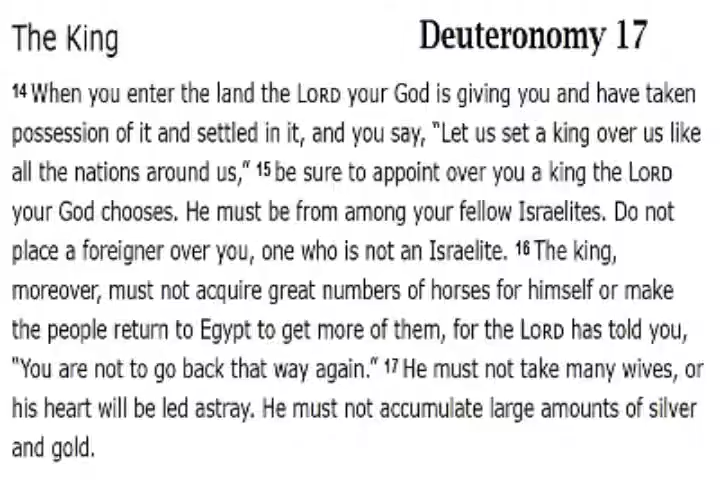 The King
Deuteronomy 17
14 When you enter the land the LORD your God is giving you and have taken
possession of it and settled in it, and you say, "Let us set a king over us like
all the nations around us," 15 be sure to appoint over you a king the LORD
your God chooses. He must be from among your fellow Israelites. Do not
place a foreigner over you, one who is not an Israelite. 16 The king,
moreover, must not acquire great numbers of horses for himself or make
the people return to Egypt to get more of them, for the LORD has told you,
"You are not to go back that way again." 17 He must not take many wives, or
his heart will be led astray. He must not accumulate large amounts of silver
and gold.